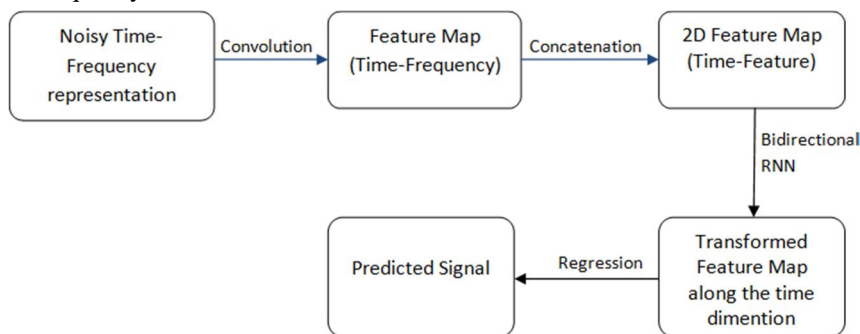 Noisy Time-
Frequency
representation
Convolution
Feature Map
(Time-Frequency)
Concatenation
2D Feature Map
(Time-Feature)
Bidirectional
RNN
Transformed
Feature Map
along the time
dimention
Regression
Predicted Signal